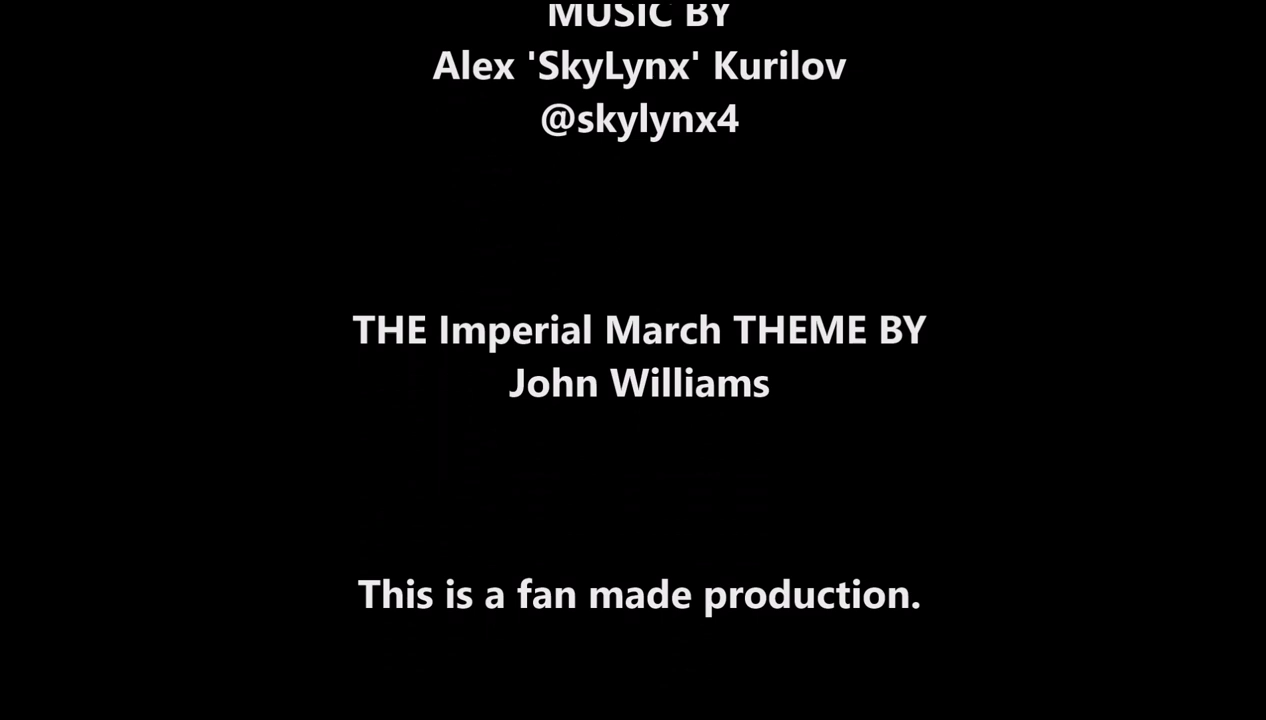 MUSIC BY
Alex 'SkyLynx' Kurilov
@skylynx4
THE Imperial March THEME BY
John Williams
This is a fan made production.